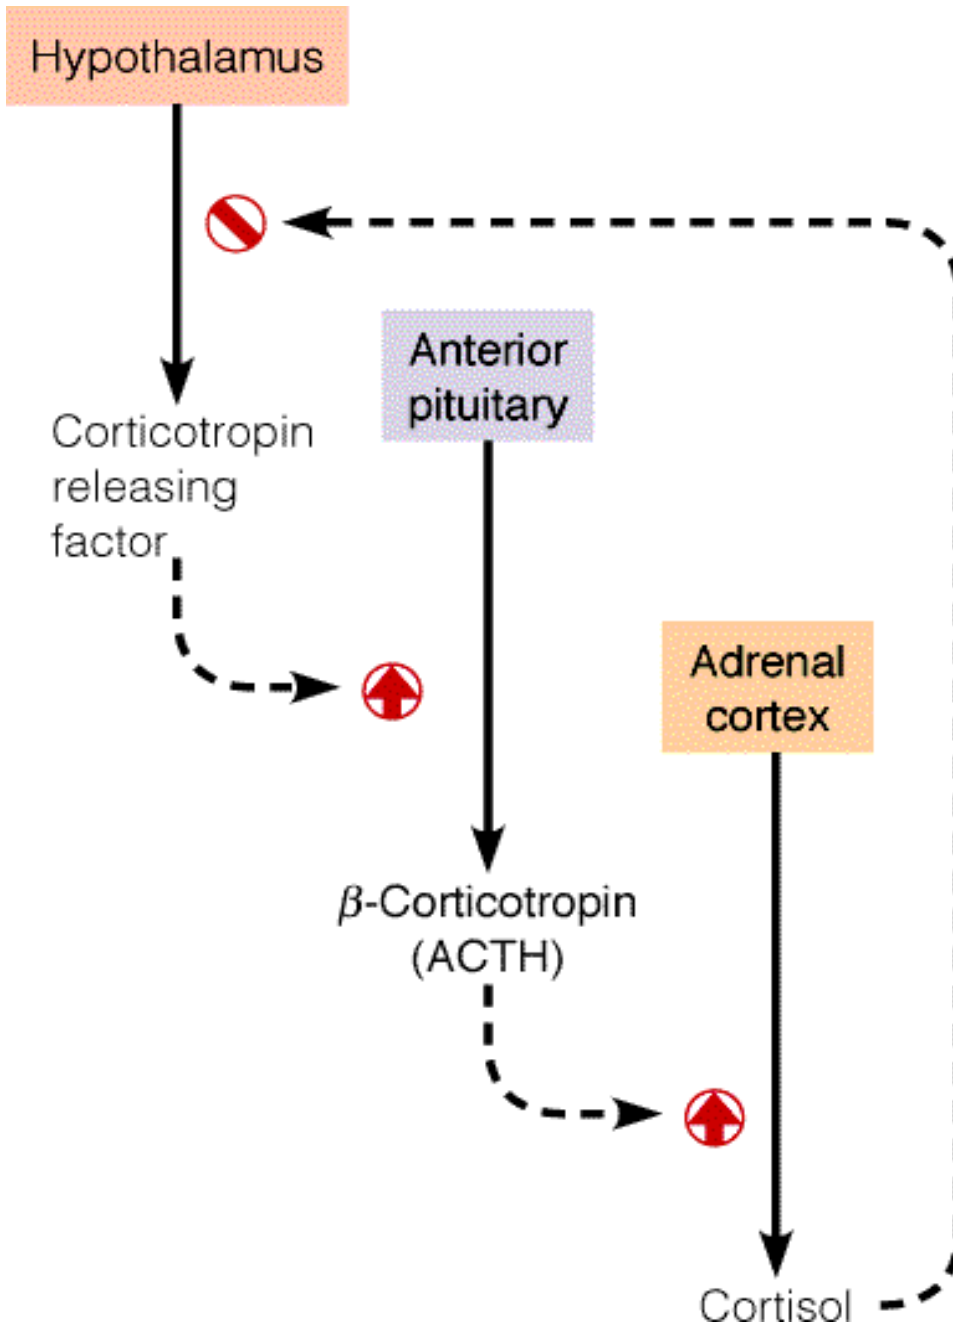 Hypothalamus
Anterior
pituitary
Corticotropin
releasing
factor
Adrenal
cortex
β-Corticotropin
(ACTH)
Cortisol